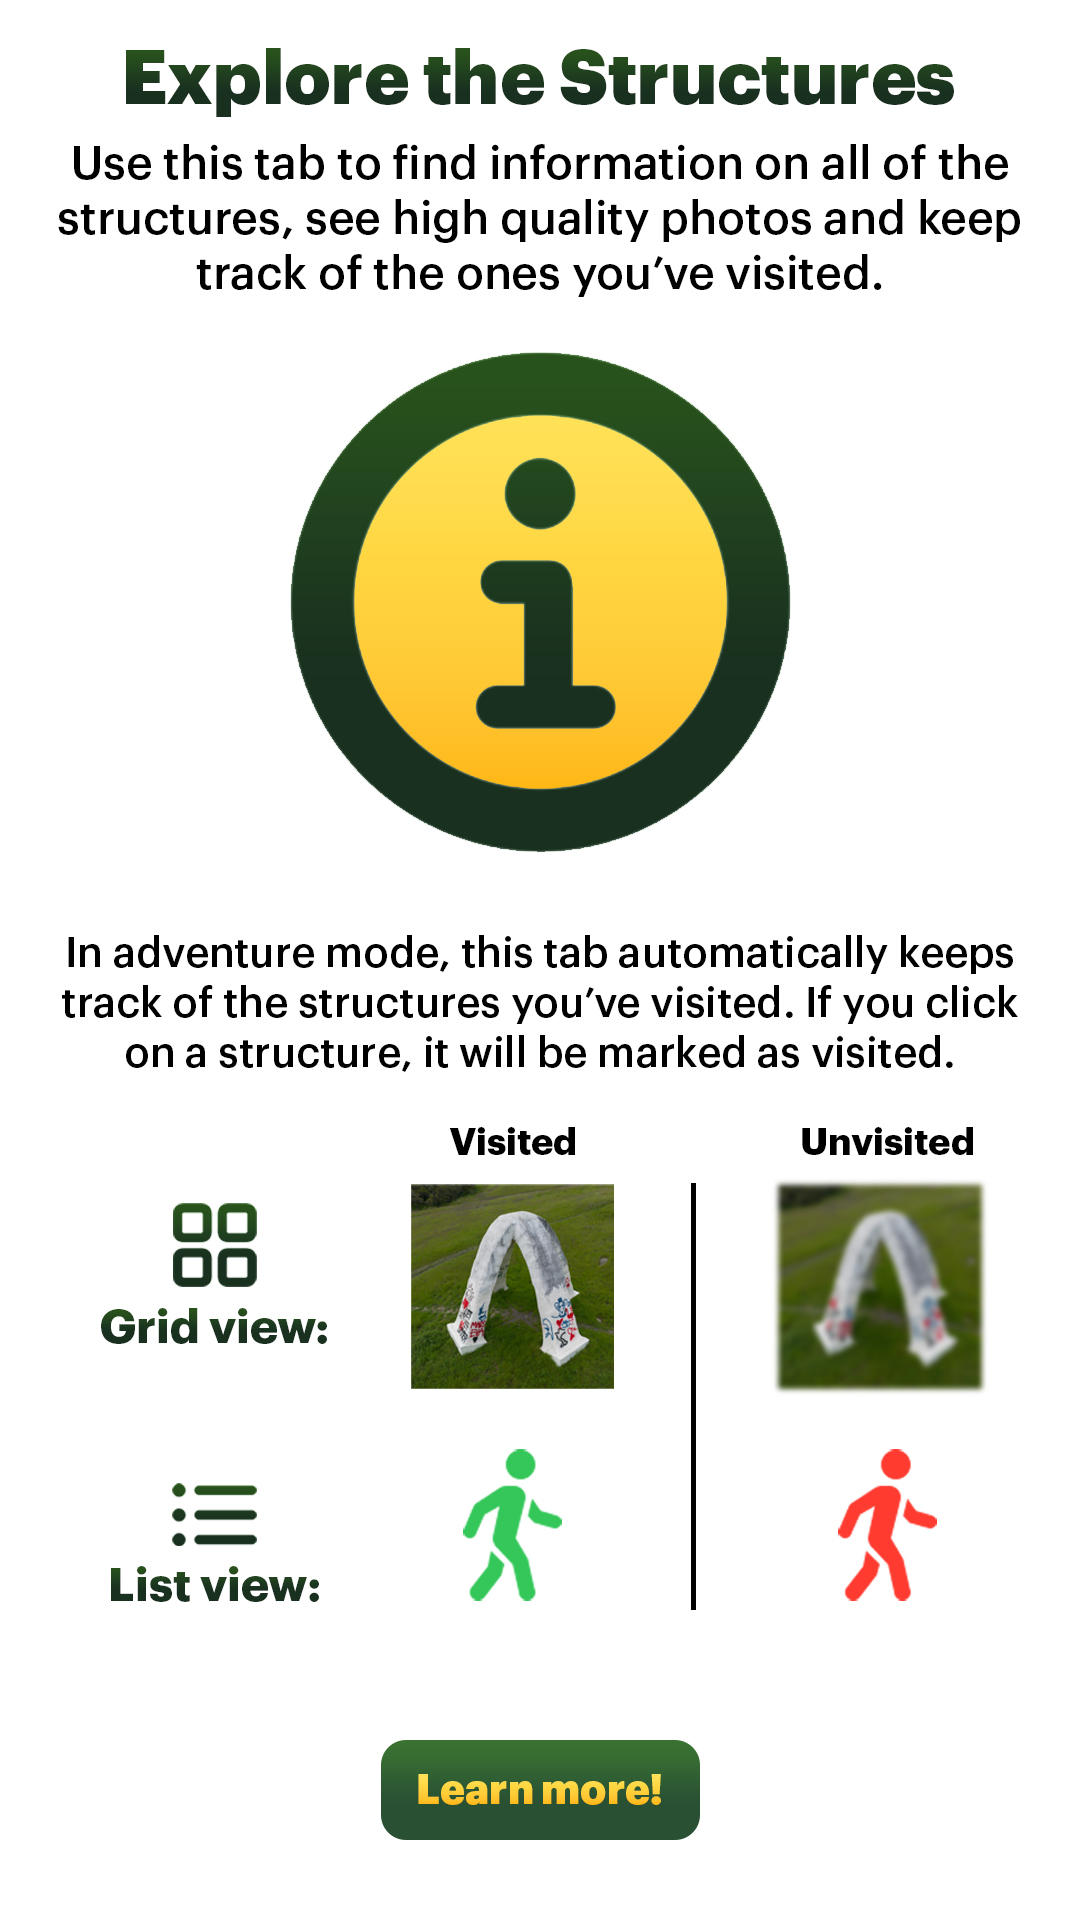 Explore the Structures
Use this tab to find information on all of the
structures, see high quality photos and keep
track of the ones you’ve visited.
In adventure mode, this tab automatically keeps
track of the structures you’ve visited. If you click
on a structure, it will be marked as visited.
Visited
Unvisited
Grid view:
List view:
Learn more!